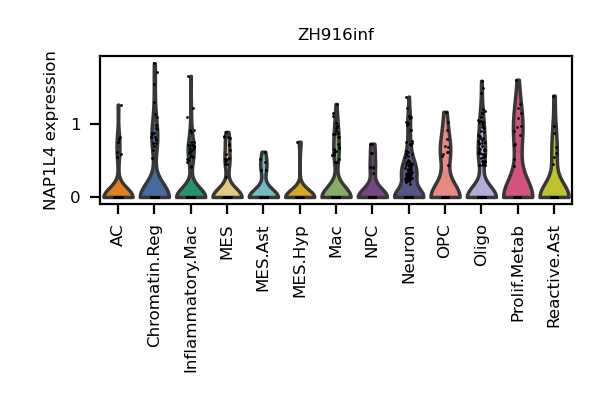 ZH916inf
NAP1L4 expression
1
0
AC
Chromatin.Reg
Inflammatory.Mac
MES
MES.Ast
MES.Hyp
Mac
NPC
Neuron
OPC
Oligo
Prolif.Metab
Reactive.Ast